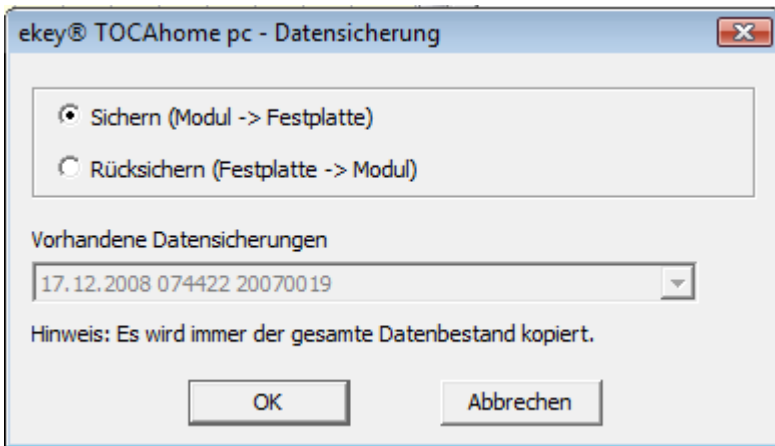 ekey® TOCAhome pc - Datensicherung
Sichern (Modul -> Festplatte)
Rücksichern (Festplatte -> Modul)
Vorhandene Datensicherungen
17.12.2008 074422 20070019
Hinweis: Es wird immer der gesamte Datenbestand kopiert.
OK
Abbrechen